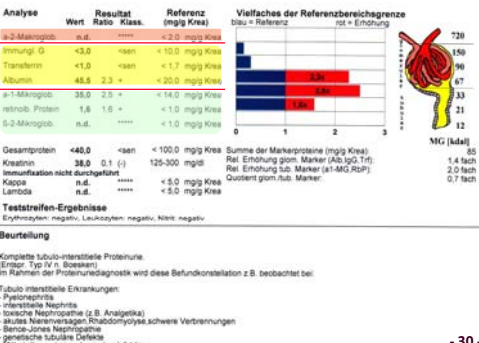 Analyse Resultat Referenz Vielfaches der Referenzbereichsgrenze
Wert Ratio Klass. (mg/g Krea) blau = Referenz rot = Erhöhung
a-2-Makroglob. n.d. ***** < 2,0 mg/g Krea 720
Immungl. G <3,0 <sen < 10,0 mg/g Krea 150
Transferrin <1,0 <sen < 1,7 mg/g Krea 90
Albumin 45,5 2,3 + < 20,0 mg/g Krea 2,3x 67
a-1-Mikroglob. 35,0 2,5 + < 14,0 mg/g Krea 2,5x 33
retinolb. Protein 1,6 1,6 + < 1,0 mg/g Krea 1,6x 21
ß-2-Mikroglob. n.d. ***** < 1,0 mg/g Krea 12
0 1 2 3
MG [kdal]
Gesamtprotein <40,0 <sen < 100,0 mg/g Krea Summe der Markerproteine (mg/g Krea): 85
Kreatinin 38,0 0,1 (-) 125-300 mg/dl Rel. Erhöhung glom. Marker (Alb,IgG,Trf): 1,4 fach
Immunfixation nicht durchgeführt Rel. Erhöhung tub. Marker (a1-MG,RbP): 2,0 fach
Kappa n.d. ***** < 5,0 mg/g Krea Quotient glom./tub. Marker: 0,7 fach
Lambda n.d. ***** < 5,0 mg/g Krea
Teststreifen-Ergebnisse
Erythrozyten: negativ, Leukozyten: negativ, Nitrit: negativ
Beurteilung
Komplette tubulo-interstitielle Proteinurie.
(Entspr. Typ IV n. Boesken)
Im Rahmen der Proteinuriediagnostik wird diese Befundkonstellation z.B. beobachtet bei:
Tubulo interstitielle Erkrankungen:
- Pyelonephritis
- interstitielle Nephritis
- toxische Nephropathie (z.B. Analgetika)
- akutes Nierenversagen,Rhabdomyolyse,schwere Verbrennungen
- Bence-Jones Nephropathie
- genetische tubuläre Defekte
- 30 -